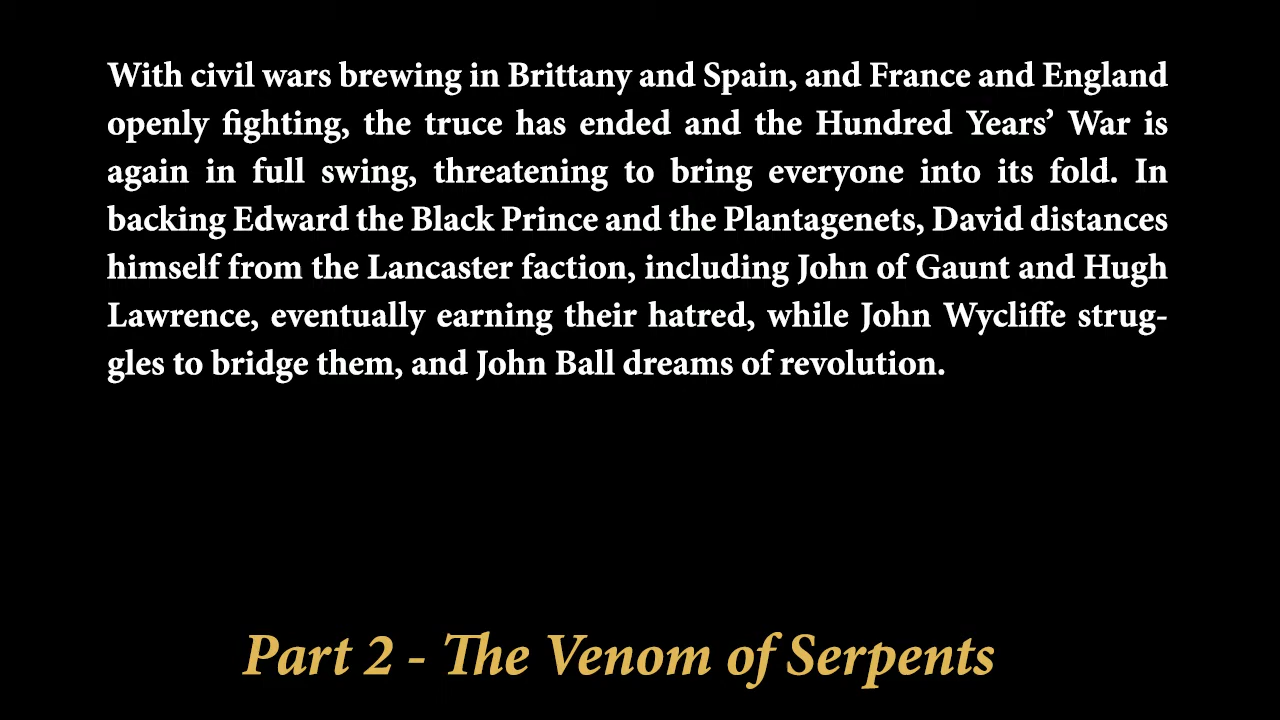 With civil wars brewing in Brittany and Spain, and France and England
openly fighting, the truce has ended and the Hundred Years’ War is
again in full swing, threatening to bring everyone into its fold. In
backing Edward the Black Prince and the Plantagenets, David distances
himself from the Lancaster faction, including John of Gaunt and Hugh
Lawrence, eventually earning their hatred, while John Wycliffe strug-
gles to bridge them, and John Ball dreams of revolution.
Part 2 - The Venom of Serpents